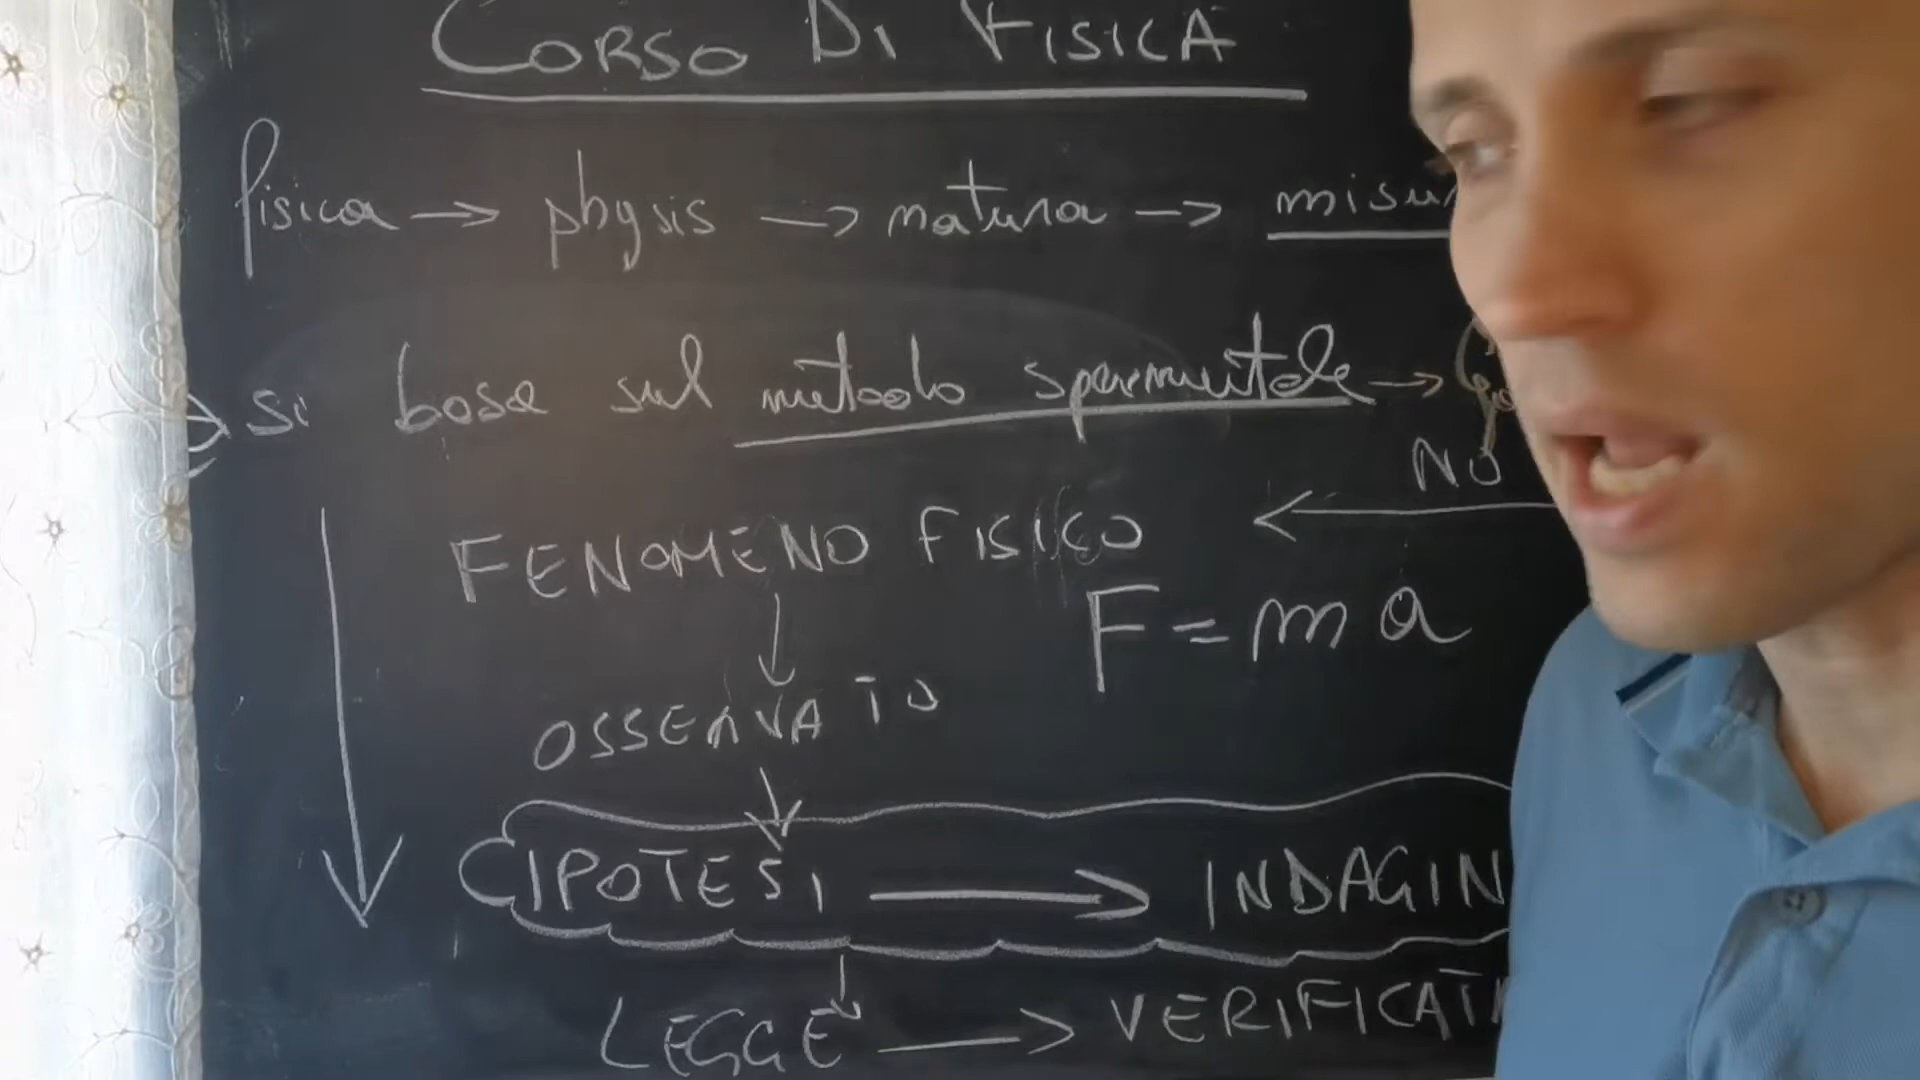 CORSO DI FISICA
fisica → physis → natura → misur
→ si basa sul metodo sperimentale →
NO
←
FENOMENO FISICO
↓
F = m a
OSSERVATO
↓
IPOTESI → INDAGIN
↓
LEGGE → VERIFICAT